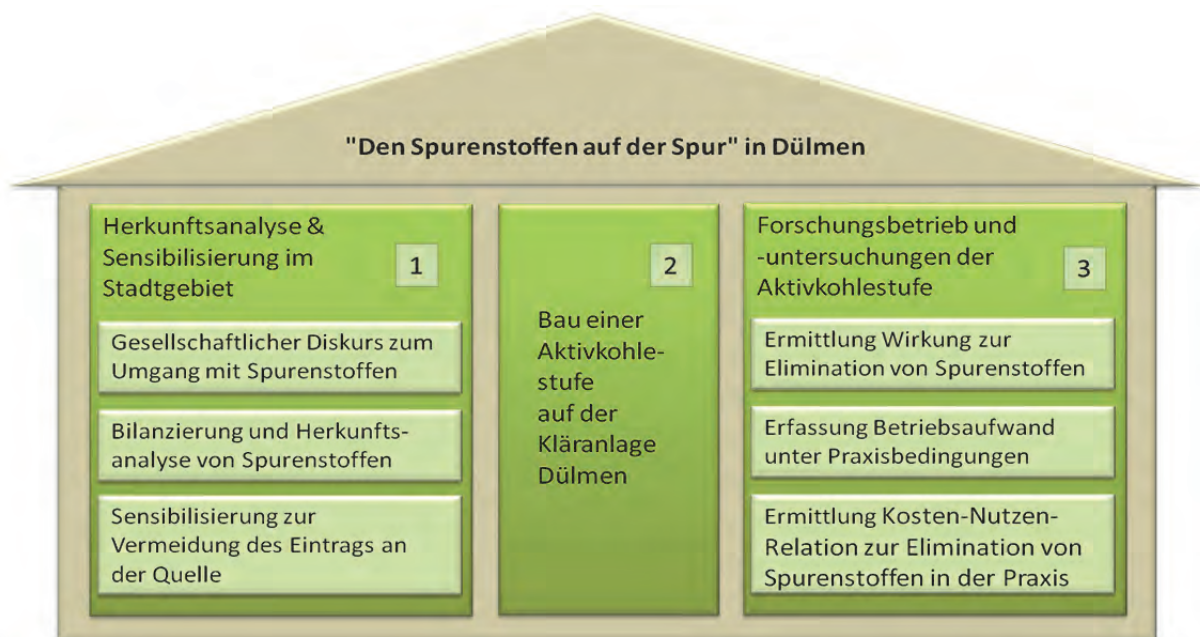 "Den Spurenstoffen auf der Spur" in Dülmen
Herkunftsanalyse &
Sensibilisierung im
Stadtgebiet
1
Gesellschaftlicher Diskurs zum
Umgang mit Spurenstoffen
Bilanzierung und Herkunfts-
analyse von Spurenstoffen
Sensibilisierung zur
Vermeidung des Eintrags an
der Quelle
2
Bau einer
Aktivkohle-
stufe
auf der
Kläranlage
Dülmen
Forschungsbetrieb und
-untersuchungen der
Aktivkohlestufe
3
Ermittlung Wirkung zur
Elimination von Spurenstoffen
Erfassung Betriebsaufwand
unter Praxisbedingungen
Ermittlung Kosten-Nutzen-
Relation zur Elimination von
Spurenstoffen in der Praxis